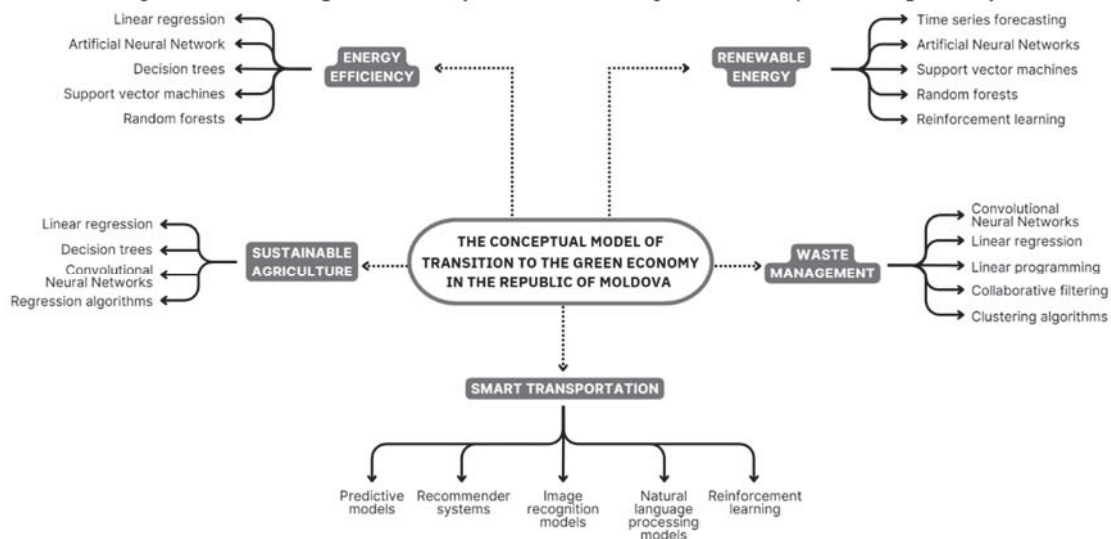 Linear regression
Artificial Neural Network
Decision trees
Support vector machines
Random forests
ENERGY
EFFICIENCY
RENEWABLE
ENERGY
Time series forecasting
Artificial Neural Networks
Support vector machines
Random forests
Reinforcement learning
Linear regression
Decision trees
Convolutional
Neural Networks
Regression algorithms
SUSTAINABLE
AGRICULTURE
THE CONCEPTUAL MODEL OF
TRANSITION TO THE GREEN ECONOMY
IN THE REPUBLIC OF MOLDOVA
WASTE
MANAGEMENT
Convolutional
Neural Networks
Linear regression
Linear programming
Collaborative filtering
Clustering algorithms
SMART TRANSPORTATION
Predictive
models
Recommender
systems
Image
recognition
models
Natural
language
processing
models
Reinforcement
learning